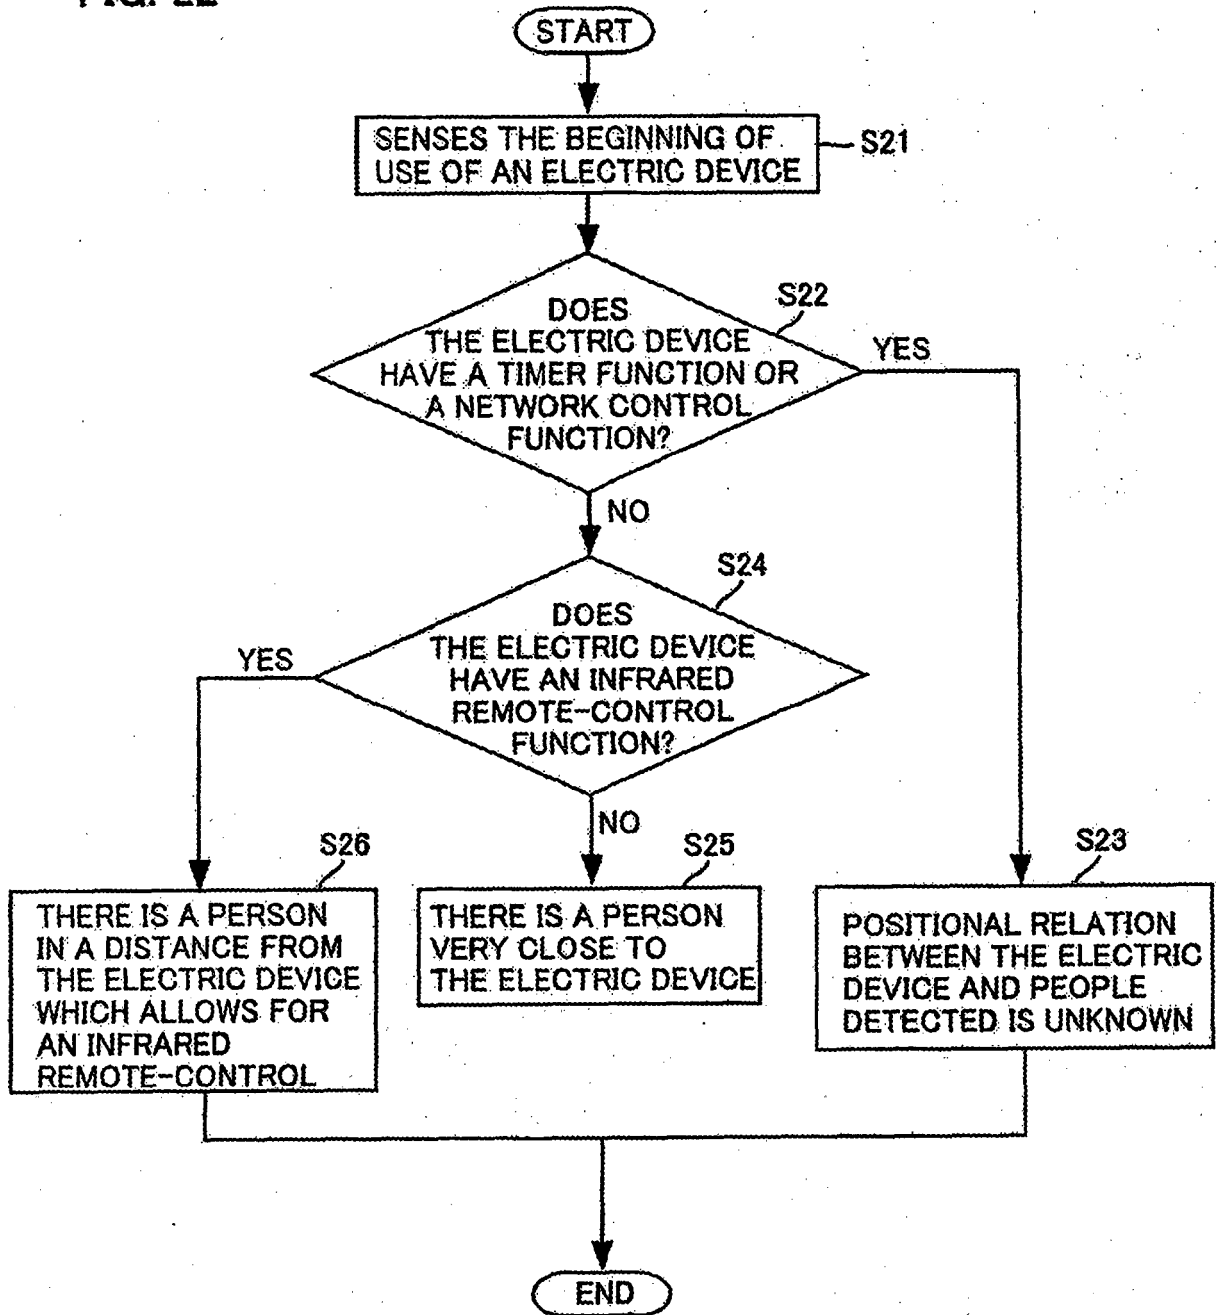 START
SENSES THE BEGINNING OF
USE OF AN ELECTRIC DEVICE
S21
DOES
THE ELECTRIC DEVICE
HAVE A TIMER FUNCTION OR
A NETWORK CONTROL
FUNCTION?
S22
YES
NO
S24
DOES
THE ELECTRIC DEVICE
HAVE AN INFRARED
REMOTE-CONTROL
FUNCTION?
YES
NO
S26
THERE IS A PERSON
IN A DISTANCE FROM
THE ELECTRIC DEVICE
WHICH ALLOWS FOR
AN INFRARED
REMOTE-CONTROL
S25
THERE IS A PERSON
VERY CLOSE TO
THE ELECTRIC DEVICE
S23
POSITIONAL RELATION
BETWEEN THE ELECTRIC
DEVICE AND PEOPLE
DETECTED IS UNKNOWN
END